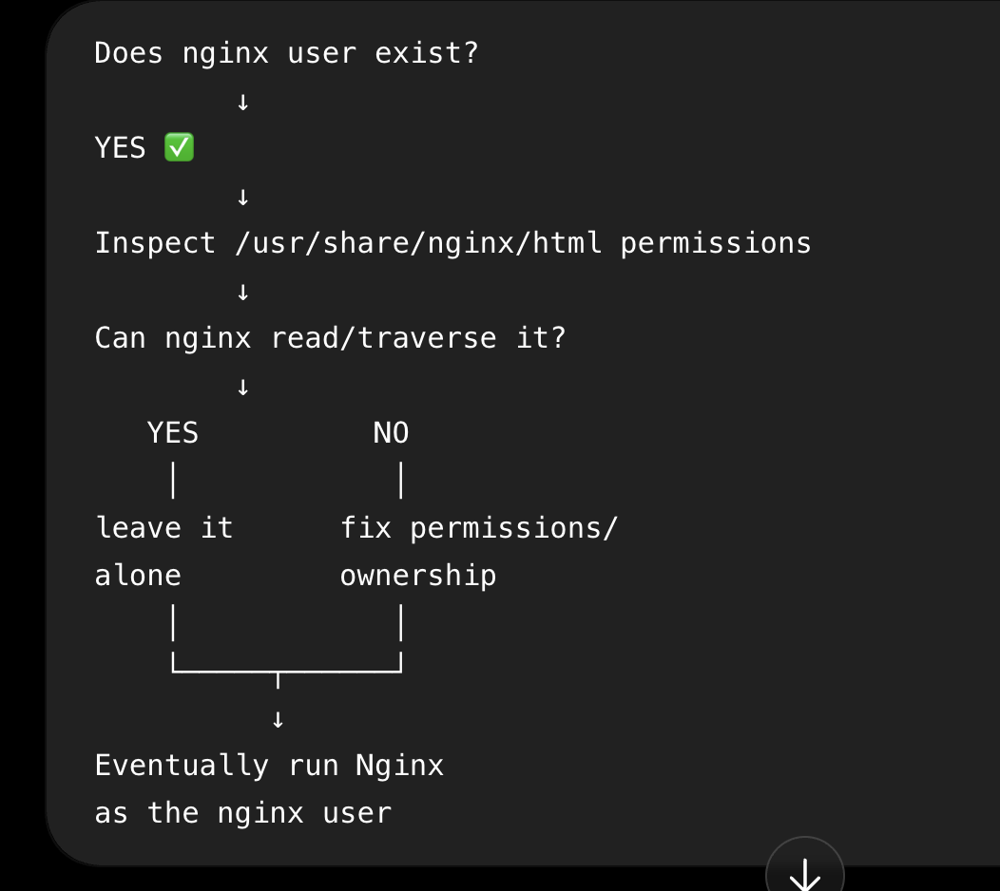 Does nginx user exist?
↓
YES ✅
↓
Inspect /usr/share/nginx/html permissions
↓
Can nginx read/traverse it?
↓
YES NO
leave it fix permissions/
alone ownership
↓
Eventually run Nginx
as the nginx user